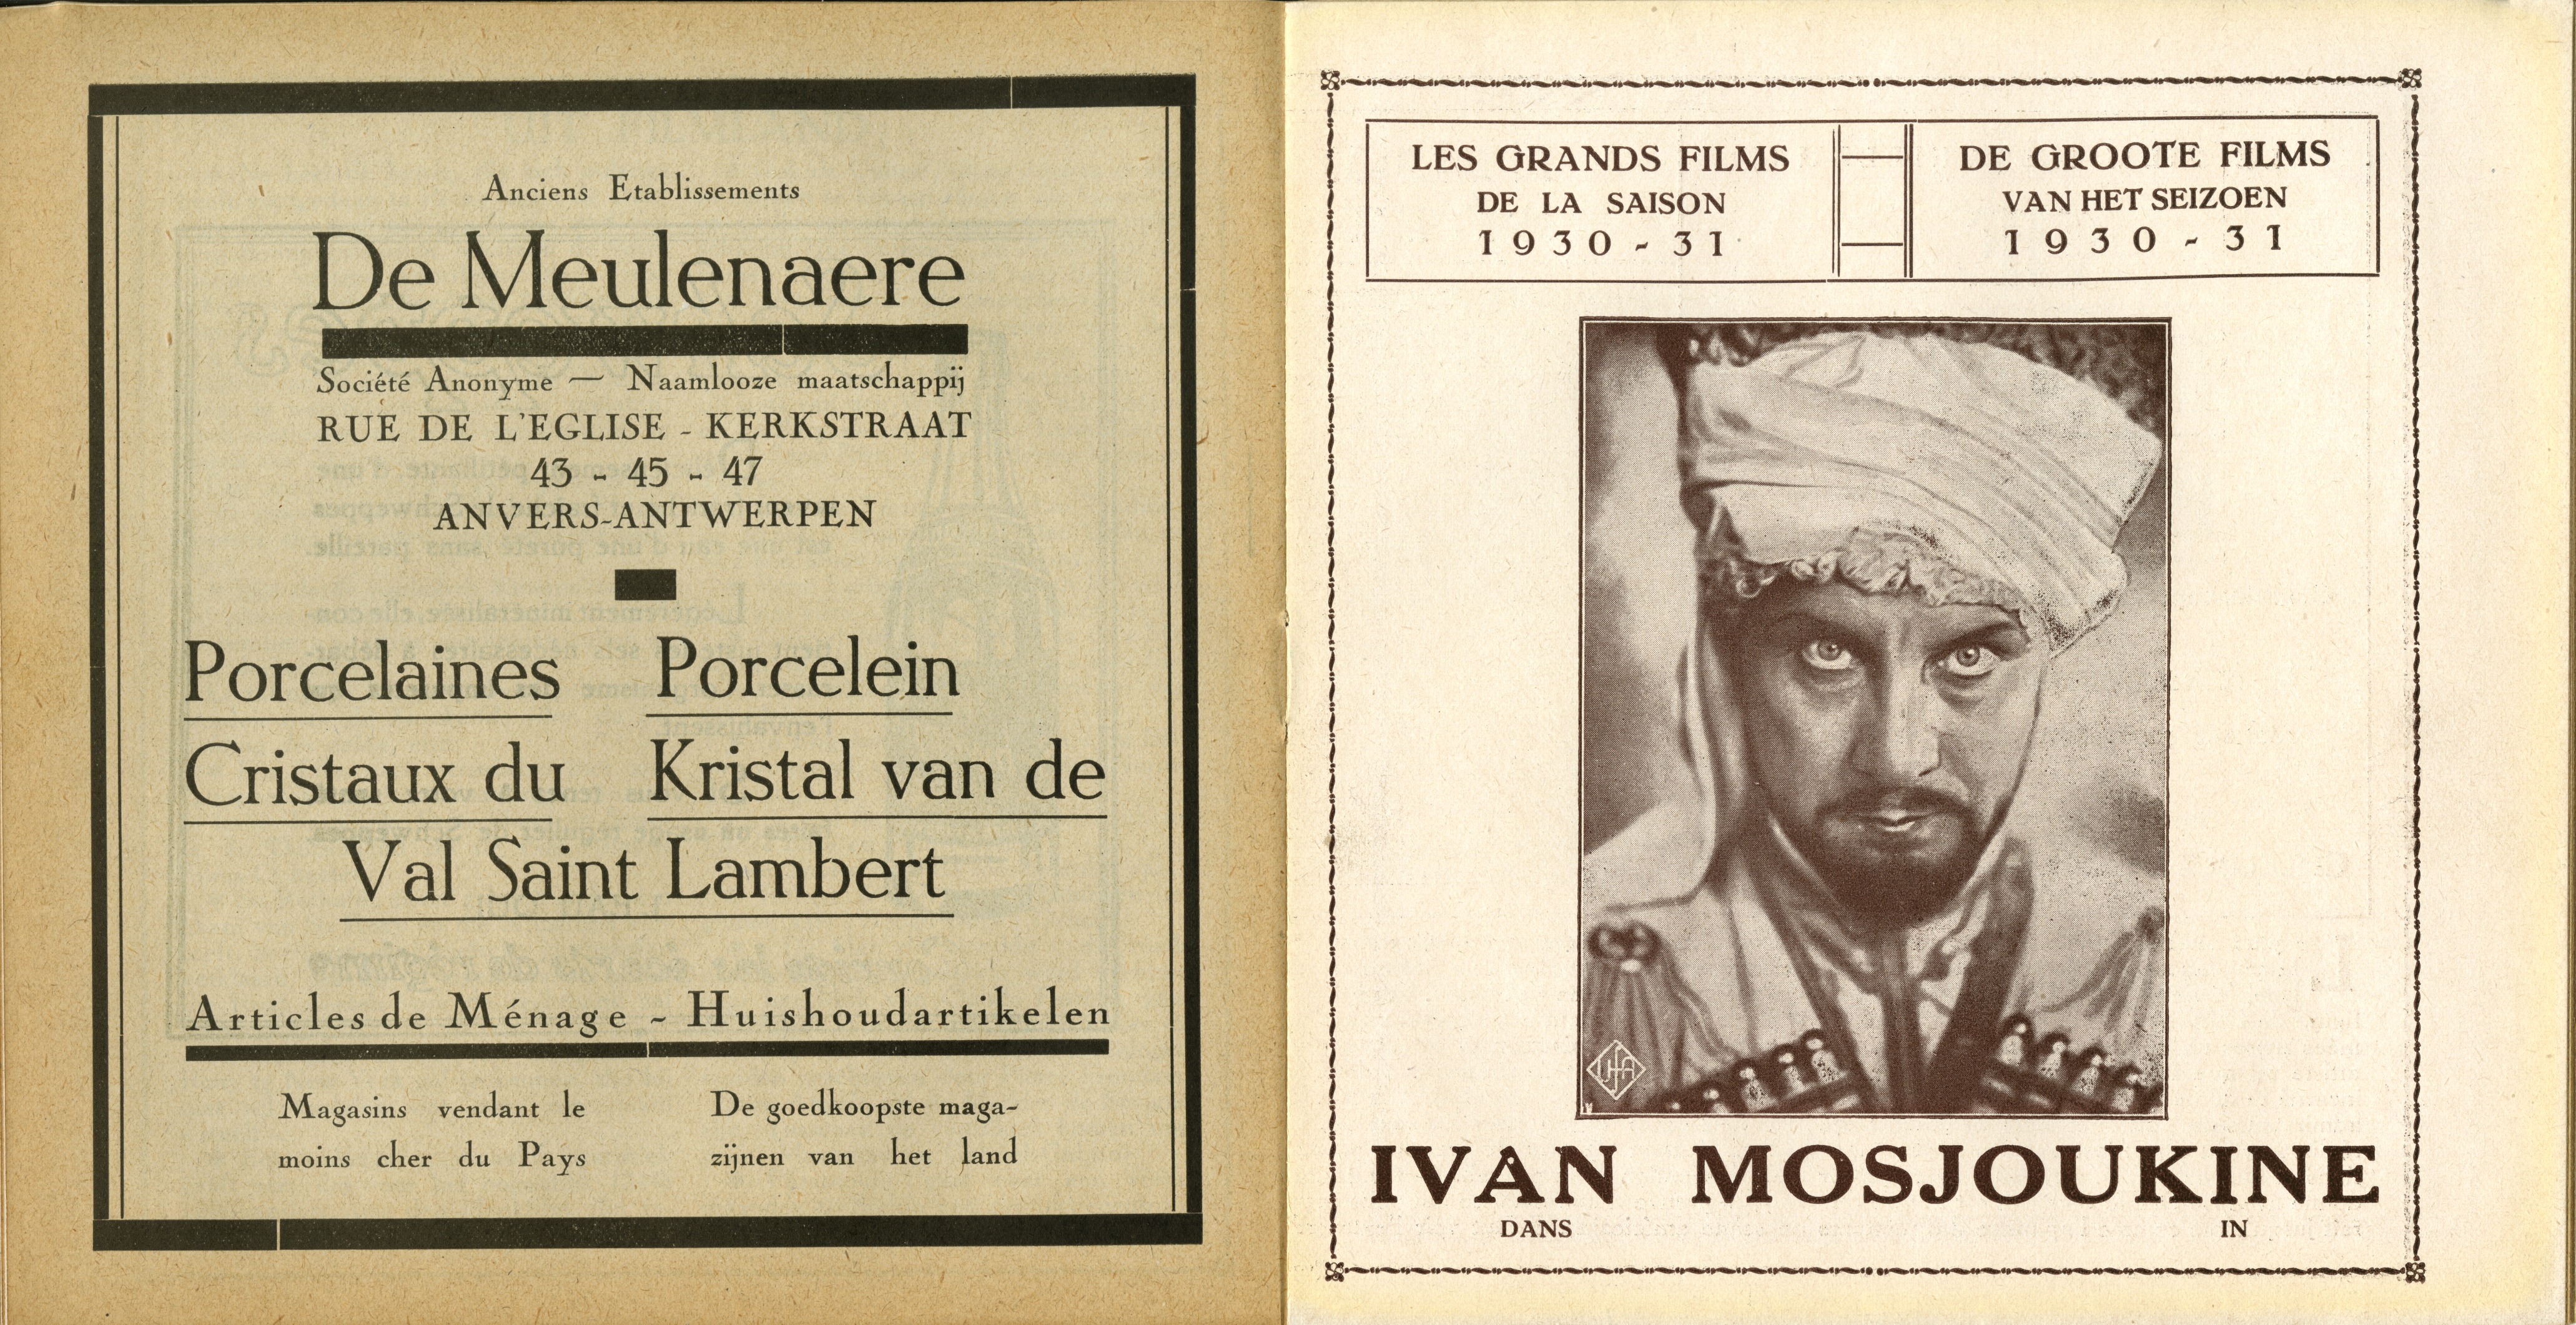 Anciens Etablissements
De Meulenaere
Société Anonyme — Naamlooze maatschappij
RUE DE L'EGLISE - KERKSTRAAT
43 - 45 - 47
ANVERS-ANTWERPEN
Porcelaines Porcelein
Cristaux du Kristal van de
Val Saint Lambert
Articles de Ménage - Huishoudartikelen
Magasins vendant le
moins cher du Pays
De goedkoopste maga-
zijnen van het land
LES GRANDS FILMS
DE LA SAISON
1930-31
DE GROOTE FILMS
VAN HET SEIZOEN
1930-31
UFA
IVAN MOSJOUKINE
DANS IN